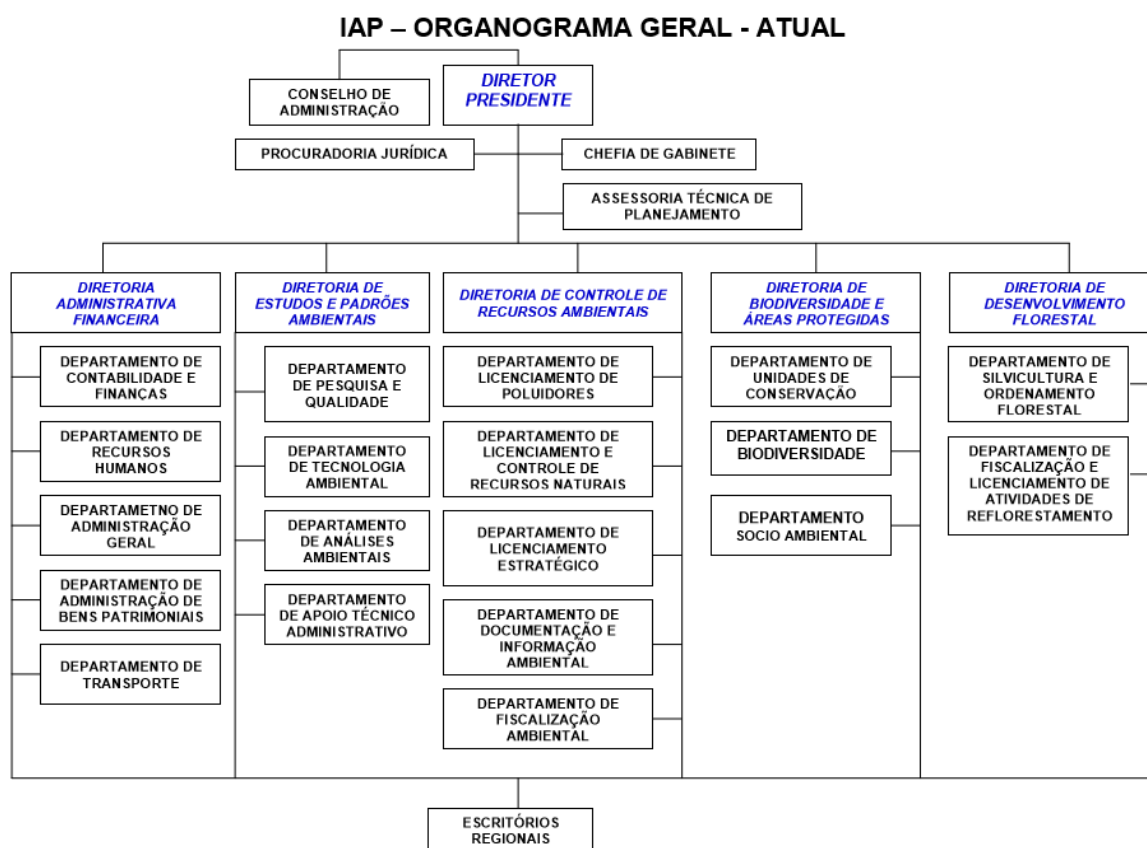 IAP – ORGANOGRAMA GERAL - ATUAL
CONSELHO DE
ADMINISTRAÇÃO
DIRETOR
PRESIDENTE
PROCURADORIA JURÍDICA
CHEFIA DE GABINETE
ASSESSORIA TÉCNICA DE
PLANEJAMENTO
DIRETORIA
ADMINISTRATIVA
FINANCEIRA
DEPARTAMENTO DE
CONTABILIDADE E
FINANÇAS
DEPARTAMENTO DE
RECURSOS
HUMANOS
DEPARTAMETNO DE
ADMINISTRAÇÃO
GERAL
DEPARTAMENTO DE
ADMINISTRAÇÃO DE
BENS PATRIMONIAIS
DEPARTAMENTO DE
TRANSPORTE
DIRETORIA DE
ESTUDOS E PADRÕES
AMBIENTAIS
DEPARTAMENTO
DE PESQUISA E
QUALIDADE
DEPARTAMENTO
DE TECNOLOGIA
AMBIENTAL
DEPARTAMENTO
DE ANÁLISES
AMBIENTAIS
DEPARTAMENTO
DE APOIO TÉCNICO
ADMINISTRATIVO
DIRETORIA DE CONTROLE DE
RECURSOS AMBIENTAIS
DEPARTAMENTO DE
LICENCIAMENTO DE
POLUIDORES
DEPARTAMENTO DE
LICENCIAMENTO E
CONTROLE DE
RECURSOS NATURAIS
DEPARTAMENTO DE
LICENCIAMENTO
ESTRATÉGICO
DEPARTAMENTO DE
DOCUMENTAÇÃO E
INFORMAÇÃO
AMBIENTAL
DEPARTAMENTO DE
FISCALIZAÇÃO
AMBIENTAL
DIRETORIA DE
BIODIVERSIDADE E
ÁREAS PROTEGIDAS
DEPARTAMENTO DE
UNIDADES DE
CONSERVAÇÃO
DEPARTAMENTO DE
BIODIVERSIDADE
DEPARTAMENTO
SOCIO AMBIENTAL
DIRETORIA DE
DESENVOLVIMENTO
FLORESTAL
DEPARTAMENTO DE
SILVICULTURA E
ORDENAMENTO
FLORESTAL
DEPARTAMENTO DE
FISCALIZAÇÃO E
LICENCIAMENTO DE
ATIVIDADES DE
REFLORESTAMENTO
ESCRITÓRIOS
REGIONAIS